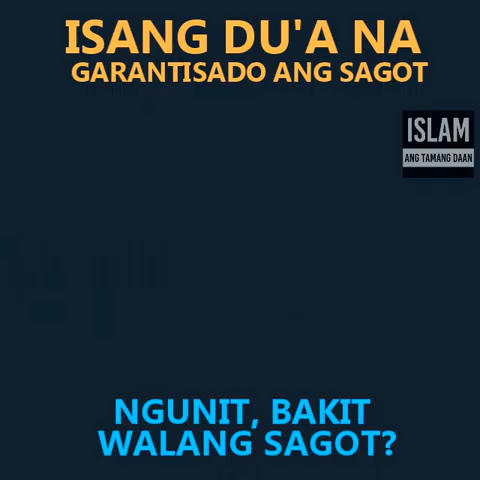 ISANG DU'A NA
GARANTISADO ANG SAGOT
ISLAM
ANG TAMANG DAAN
NGUNIT, BAKIT
WALANG SAGOT?